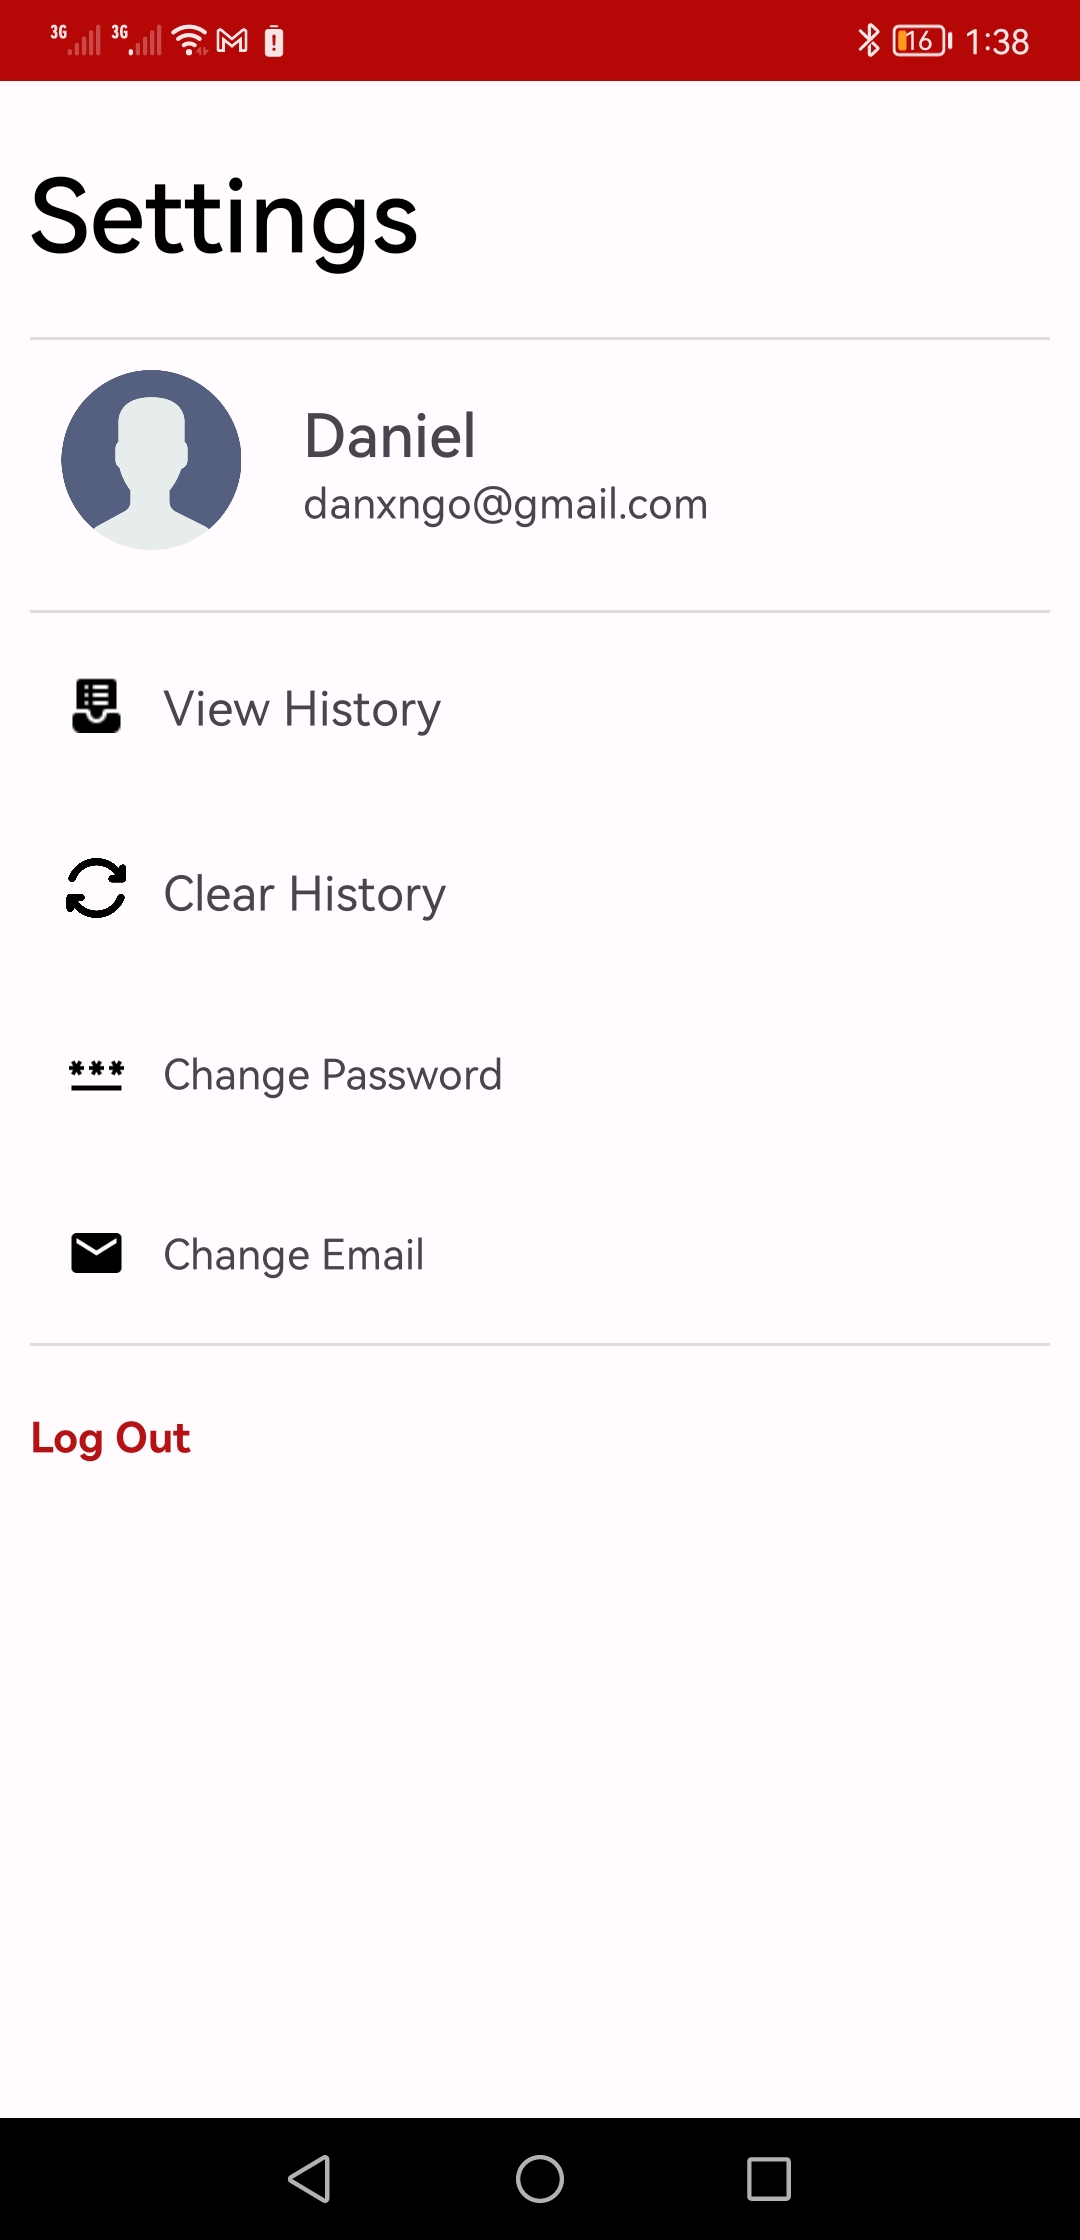 3G 3G 16 1:38
Settings
Daniel
danxngo@gmail.com
View History
Clear History
*** Change Password
Change Email
Log Out